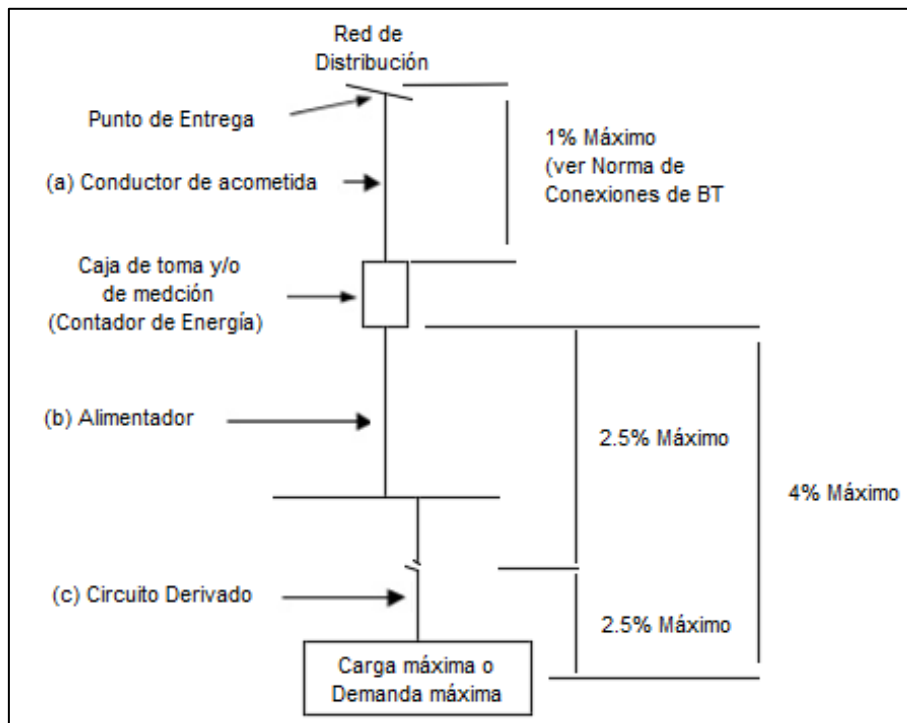 Red de
Distribución
Punto de Entrega
1% Máximo
(ver Norma de
Conexiones de BT
(a) Conductor de acometida
Caja de toma y/o
de medción
(Contador de Energía)
(b) Alimentador
2.5% Máximo
4% Máximo
(c) Circuito Derivado
2.5% Máximo
Carga máxima o
Demanda máxima